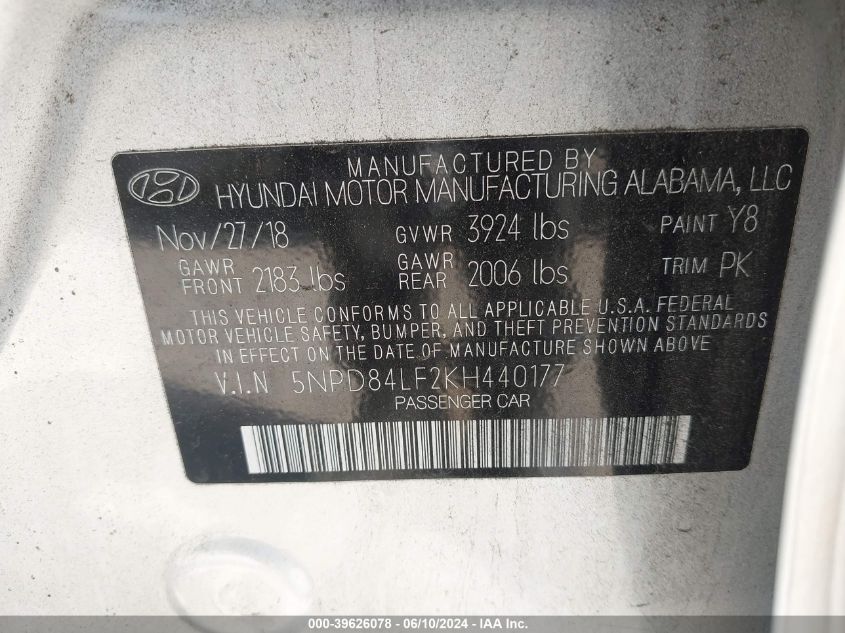 MANUFACTURED BY
HYUNDAI MOTOR MANUFACTURING ALABAMA, LLC
Nov/27/18 GVWR 3924 lbs PAINT Y8
GAWR FRONT 2183 lbs GAWR REAR 2006 lbs TRIM PK
THIS VEHICLE CONFORMS TO ALL APPLICABLE U.S.A. FEDERAL
MOTOR VEHICLE SAFETY, BUMPER, AND THEFT PREVENTION STANDARDS
IN EFFECT ON THE DATE OF MANUFACTURE SHOWN ABOVE
V.I.N 5NPD84LF2KH440177
PASSENGER CAR
000-39626078 - 06/10/2024 - IAA Inc.